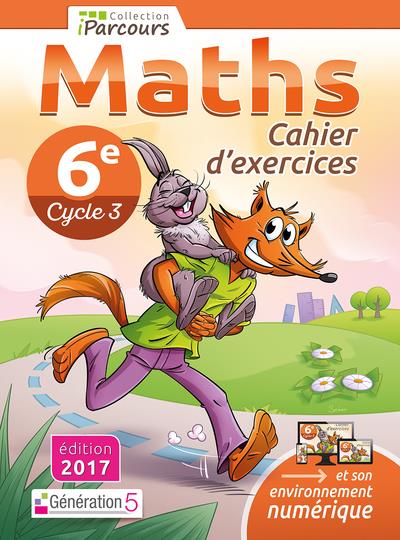 Collection
iParcours
Maths
Cahier
d'exercices
6e
Cycle 3
édition
2017
Génération 5
et son
environnement
numérique